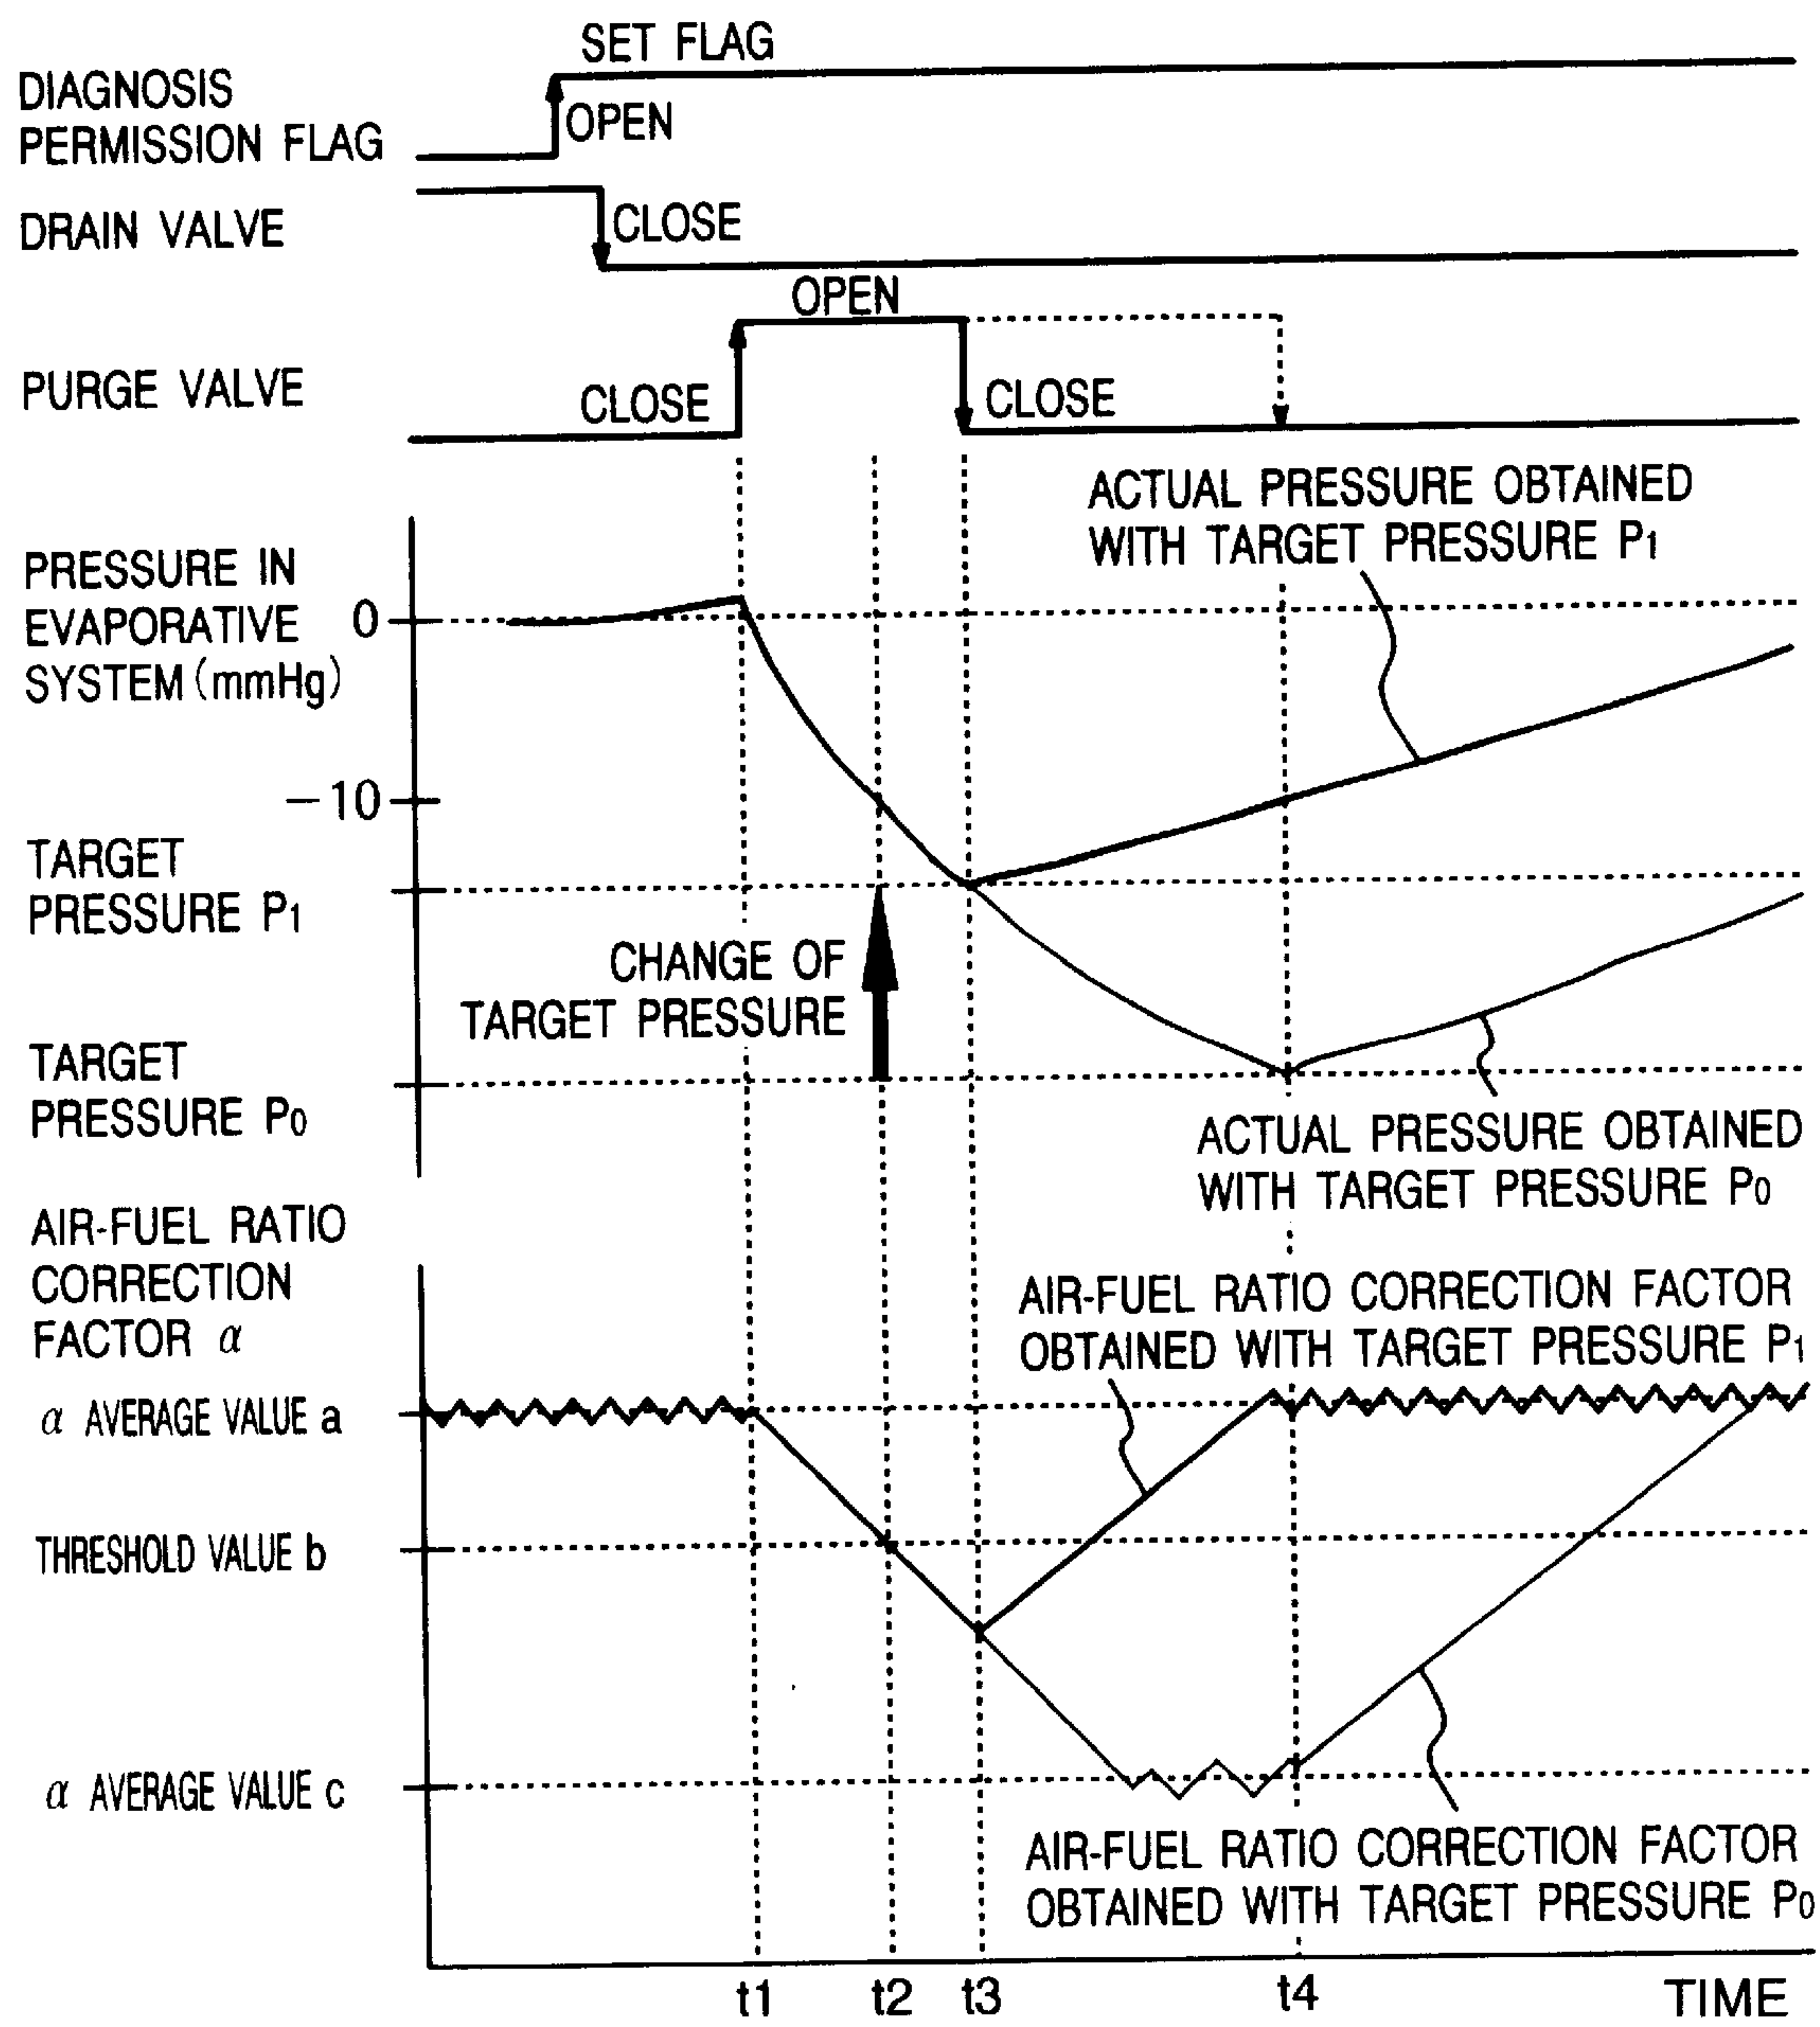 SET FLAG
DIAGNOSIS
PERMISSION FLAG
OPEN
DRAIN VALVE
CLOSE
OPEN
PURGE VALVE
CLOSE
CLOSE
ACTUAL PRESSURE OBTAINED
WITH TARGET PRESSURE P1
PRESSURE IN
EVAPORATIVE
SYSTEM (mmHg)
0
-10
TARGET
PRESSURE P1
CHANGE OF
TARGET PRESSURE
TARGET
PRESSURE P0
ACTUAL PRESSURE OBTAINED
WITH TARGET PRESSURE P0
AIR-FUEL RATIO
CORRECTION
FACTOR α
AIR-FUEL RATIO CORRECTION FACTOR
OBTAINED WITH TARGET PRESSURE P1
α AVERAGE VALUE a
THRESHOLD VALUE b
α AVERAGE VALUE c
AIR-FUEL RATIO CORRECTION FACTOR
OBTAINED WITH TARGET PRESSURE P0
t1 t2 t3 t4 TIME